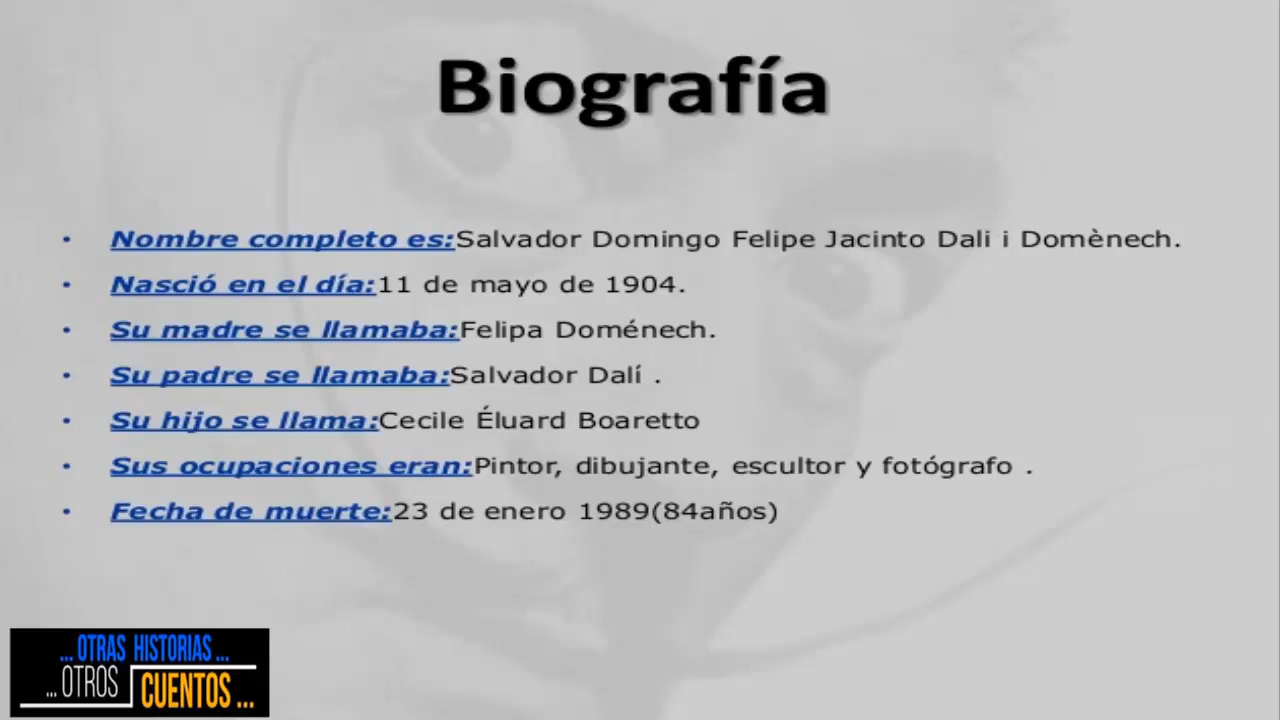 Biografía
• Nombre completo es:Salvador Domingo Felipe Jacinto Dali i Domènech.
• Nasció en el día:11 de mayo de 1904.
• Su madre se llamaba:Felipa Doménech.
• Su padre se llamaba:Salvador Dalí .
• Su hijo se llama:Cecile Éluard Boaretto
• Sus ocupaciones eran:Pintor, dibujante, escultor y fotógrafo .
• Fecha de muerte:23 de enero 1989(84años)
... OTRAS HISTORIAS ...
... OTROS
CUENTOS ...